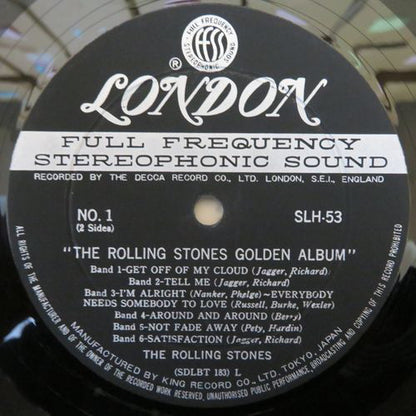 FULL FREQUENCY
STEREOPHONIC SOUND
FFSS
®
LONDON
FULL FREQUENCY
STEREOPHONIC SOUND
RECORDED BY THE DECCA RECORD CO., LTD. LONDON, S.E.I., ENGLAND
NO. 1 SLH-53
(2 Sides)
"THE ROLLING STONES GOLDEN ALBUM"
Band 1-GET OFF OF MY CLOUD (Jagger, Richard)
Band 2-TELL ME (Jagger, Richard)
Band 3-I'M ALRIGHT (Nanker, Phelge)~EVERYBODY
NEEDS SOMEBODY TO LOVE (Russell, Burke, Wexler)
Band 4-AROUND AND AROUND (Berry)
Band 5-NOT FADE AWAY (Pety, Hardin)
Band 6-SATISFACTION (Jagger, Richard)
THE ROLLING STONES
(SDLBT 183) L
MANUFACTURED BY KING RECORD CO., LTD. TOKYO, JAPAN
ALL RIGHTS OF THE MANUFACTURER AND OF THE OWNER OF THE RECORDED WORK RESERVED, UNAUTHORISED PUBLIC PERFORMANCE, BROADCASTING AND COPYING OF THIS RECORD PROHIBITED